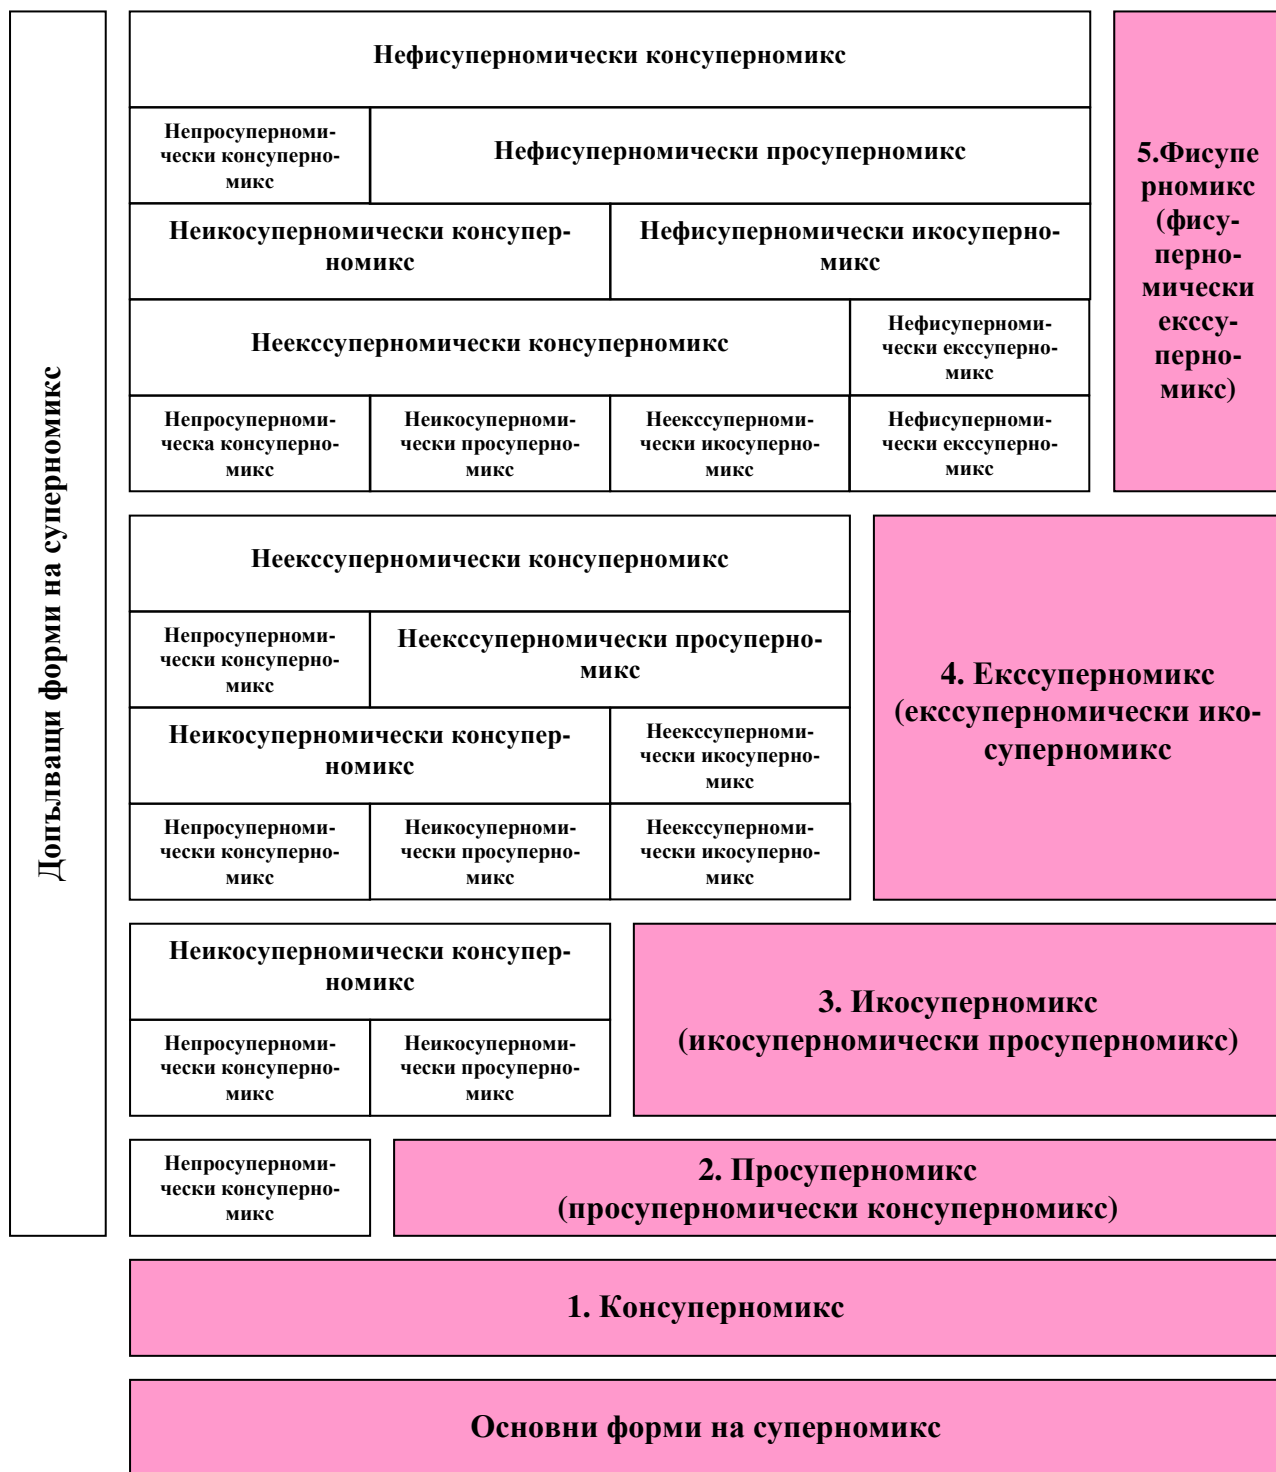 Допълващи форми на суперномикс
Нефисуперномически консуперномикс
Непросуперноми-
чески консуперно-
микс
Нефисуперномически просуперномикс
Неикосуперномически консупер-
номикс
Нефисуперномически икосуперно-
микс
Неекссуперномически консуперномикс
Нефисуперноми-
чески екссуперно-
микс
Непросуперноми-
ческа консуперно-
микс
Неикосуперноми-
чески просуперно-
микс
Неекссуперноми-
чески икосуперно-
микс
Нефисуперноми-
чески екссуперно-
микс
5.Фисупе
рномикс
(фису-
перно-
мически
екссу-
перно-
микс)
Неекссуперномически консуперномикс
Непросуперноми-
чески консуперно-
микс
Неекссуперномически просуперно-
микс
Неикосуперномически консупер-
номикс
Неекссуперноми-
чески икосуперно-
микс
Непросуперноми-
чески консуперно-
микс
Неикосуперноми-
чески просуперно-
микс
Неекссуперноми-
чески икосуперно-
микс
4. Екссуперномикс
(екссуперномически ико-
суперномикс
Неикосуперномически консупер-
номикс
Непросуперноми-
чески консуперно-
микс
Неикосуперноми-
чески просуперно-
микс
3. Икосуперномикс
(икосуперномически просуперномикс)
Непросуперноми-
чески консуперно-
микс
2. Просуперномикс
(просуперномически консуперномикс)
1. Консуперномикс
Основни форми на суперномикс